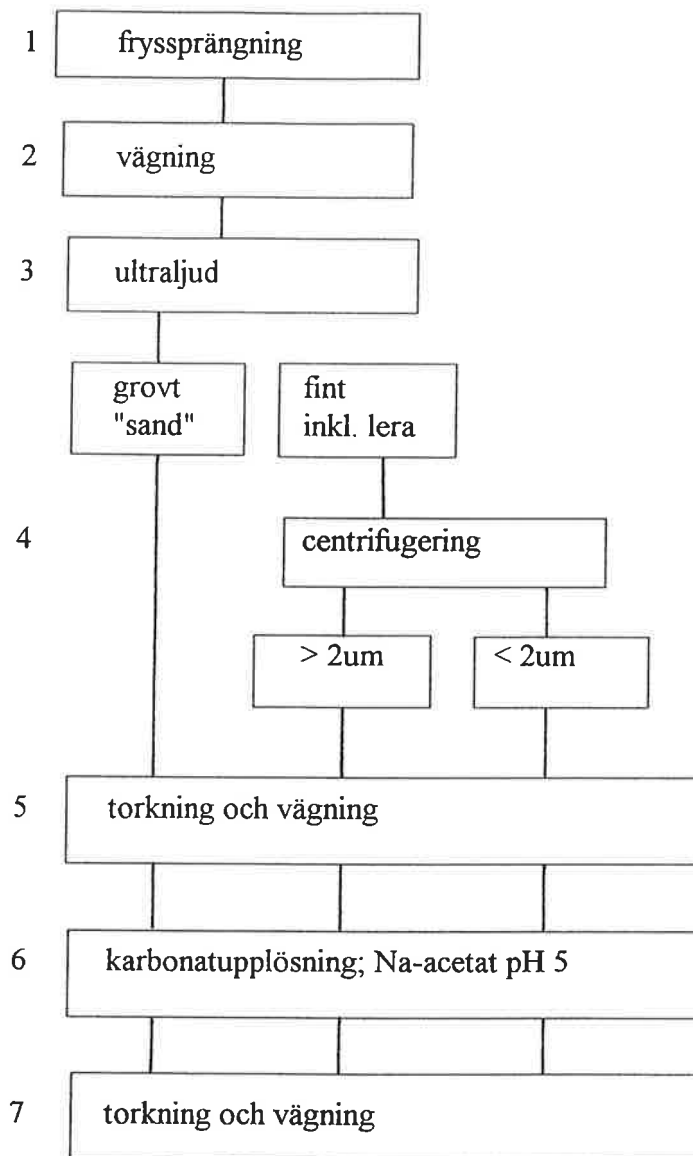 1 fryssprängning
2 vägning
3 ultraljud
grovt
"sand"
fint
inkl. lera
4 centrifugering
> 2um
< 2um
5 torkning och vägning
6 karbonatupplösning; Na-acetat pH 5
7 torkning och vägning